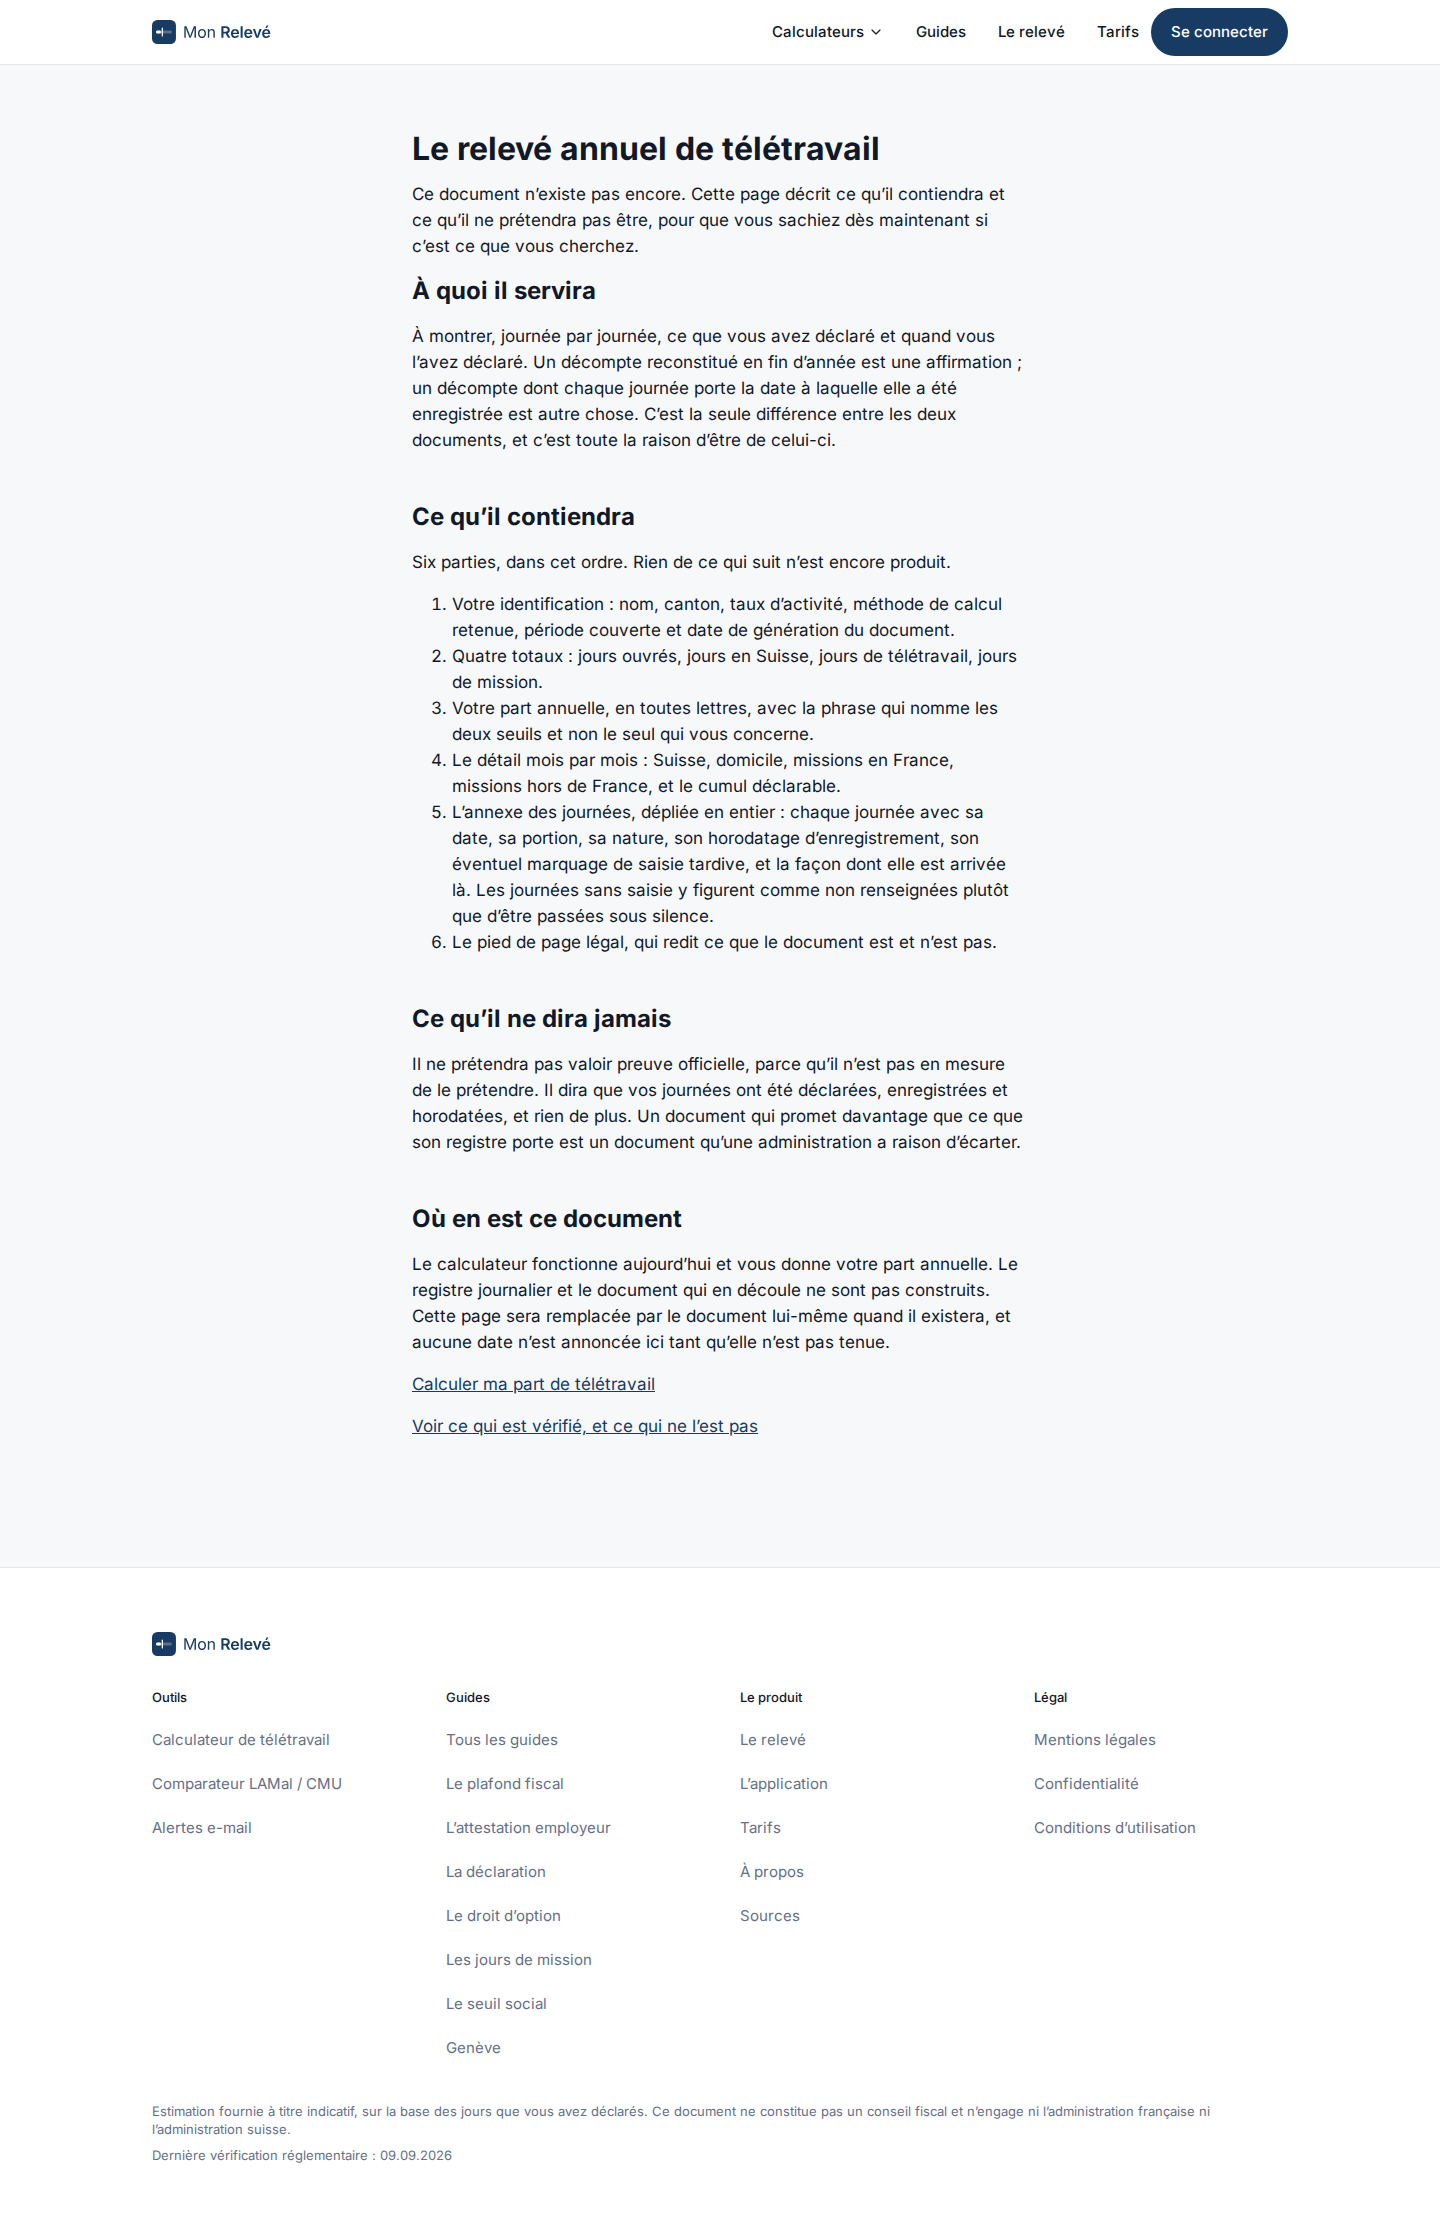 Mon Relevé
Calculateurs
Guides
Le relevé
Tarifs
Se connecter
Le relevé annuel de télétravail
Ce document n’existe pas encore. Cette page décrit ce qu’il contiendra et
ce qu’il ne prétendra pas être, pour que vous sachiez dès maintenant si
c’est ce que vous cherchez.
À quoi il servira
À montrer, journée par journée, ce que vous avez déclaré et quand vous
l’avez déclaré. Un décompte reconstitué en fin d’année est une affirmation ;
un décompte dont chaque journée porte la date à laquelle elle a été
enregistrée est autre chose. C’est la seule différence entre les deux
documents, et c’est toute la raison d’être de celui-ci.
Ce qu’il contiendra
Six parties, dans cet ordre. Rien de ce qui suit n’est encore produit.
1. Votre identification : nom, canton, taux d’activité, méthode de calcul
retenue, période couverte et date de génération du document.
2. Quatre totaux : jours ouvrés, jours en Suisse, jours de télétravail, jours
de mission.
3. Votre part annuelle, en toutes lettres, avec la phrase qui nomme les
deux seuils et non le seul qui vous concerne.
4. Le détail mois par mois : Suisse, domicile, missions en France,
missions hors de France, et le cumul déclarable.
5. L’annexe des journées, dépliée en entier : chaque journée avec sa
date, sa portion, sa nature, son horodatage d’enregistrement, son
éventuel marquage de saisie tardive, et la façon dont elle est arrivée
là. Les journées sans saisie y figurent comme non renseignées plutôt
que d’être passées sous silence.
6. Le pied de page légal, qui redit ce que le document est et n’est pas.
Ce qu’il ne dira jamais
Il ne prétendra pas valoir preuve officielle, parce qu’il n’est pas en mesure
de le prétendre. Il dira que vos journées ont été déclarées, enregistrées et
horodatées, et rien de plus. Un document qui promet davantage que ce que
son registre porte est un document qu’une administration a raison d’écarter.
Où en est ce document
Le calculateur fonctionne aujourd’hui et vous donne votre part annuelle. Le
registre journalier et le document qui en découle ne sont pas construits.
Cette page sera remplacée par le document lui-même quand il existera, et
aucune date n’est annoncée ici tant qu’elle n’est pas tenue.
Calculer ma part de télétravail
Voir ce qui est vérifié, et ce qui ne l’est pas
Mon Relevé
Outils
Calculateur de télétravail
Comparateur LAMal / CMU
Alertes e-mail
Guides
Tous les guides
Le plafond fiscal
L’attestation employeur
La déclaration
Le droit d’option
Les jours de mission
Le seuil social
Genève
Le produit
Le relevé
L’application
Tarifs
À propos
Sources
Légal
Mentions légales
Confidentialité
Conditions d’utilisation
Estimation fournie à titre indicatif, sur la base des jours que vous avez déclarés. Ce document ne constitue pas un conseil fiscal et n’engage ni l’administration française ni
l’administration suisse.
Dernière vérification réglementaire : 09.09.2026